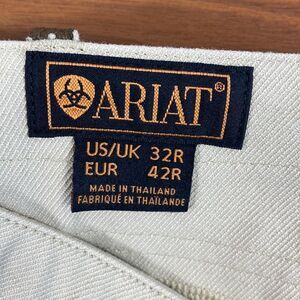 ARIAT®
US/UK 32R
EUR 42R
MADE IN THAILAND
FABRIQUÉ EN THAÏLANDE